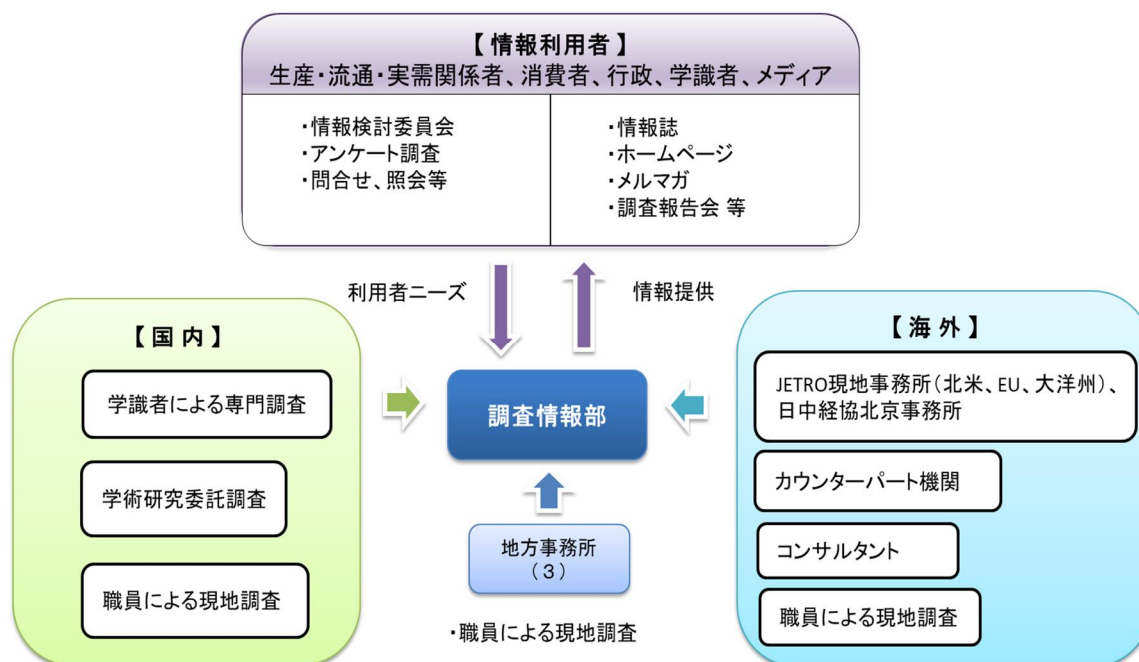 【 情報利用者 】
生産・流通・実需関係者、消費者、行政、学識者、メディア
・情報検討委員会
・アンケート調査
・問合せ、照会等
・情報誌
・ホームページ
・メルマガ
・調査報告会 等
利用者ニーズ
情報提供
【 国 内 】
学識者による専門調査
学術研究委託調査
職員による現地調査
調査情報部
地方事務所
（３）
・職員による現地調査
【 海 外 】
JETRO現地事務所（北米、EU、大洋州）、
日中経協北京事務所
カウンターパート機関
コンサルタント
職員による現地調査